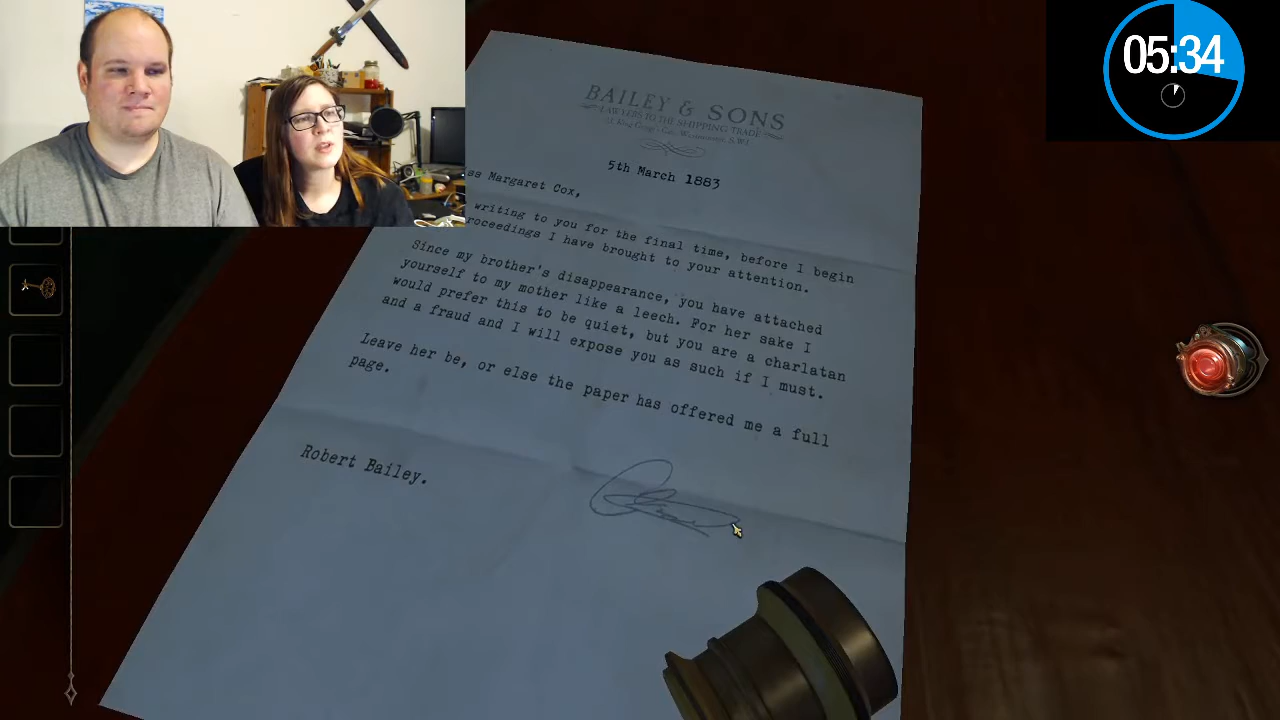 05:34
BAILEY & SONS
LAWYERS TO THE SHIPPING TRADE
5th March 1883
ss Margaret Cox,
writing to you for the final time, before I begin
roceedings I have brought to your attention.
Since my brother's disappearance, you have attached
yourself to my mother like a leech. For her sake I
would prefer this to be quiet, but you are a charlatan
and a fraud and I will expose you as such if I must.
Leave her be, or else the paper has offered me a full
page.
Robert Bailey.